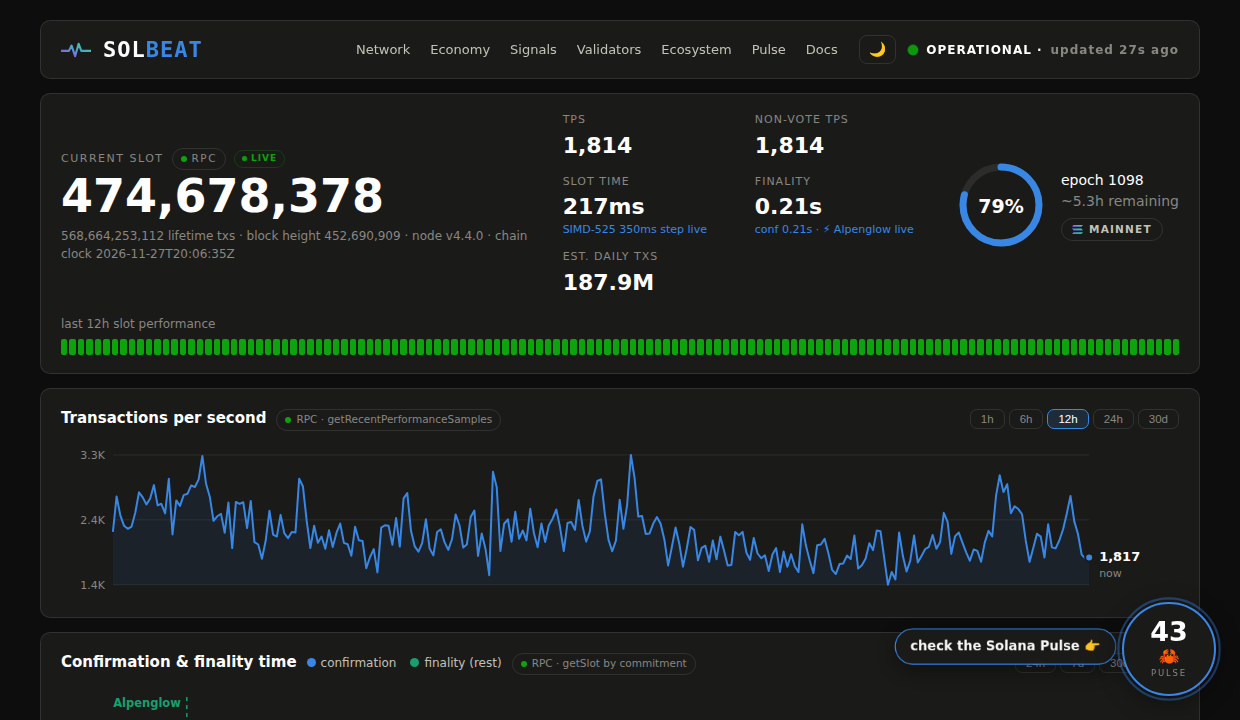 SOLBEAT
Network Economy Signals Validators Ecosystem Pulse Docs
OPERATIONAL · updated 27s ago
CURRENT SLOT RPC LIVE
474,678,378
568,664,253,112 lifetime txs · block height 452,690,909 · node v4.4.0 · chain
clock 2026-11-27T20:06:35Z
TPS
1,814
NON-VOTE TPS
1,814
SLOT TIME
217ms
SIMD-525 350ms step live
FINALITY
0.21s
conf 0.21s · ⚡ Alpenglow live
EST. DAILY TXS
187.9M
79%
epoch 1098
~5.3h remaining
MAINNET
last 12h slot performance
Transactions per second RPC · getRecentPerformanceSamples
1h 6h 12h 24h 30d
3.3K
2.4K
1.4K
1,817
now
Confirmation & finality time confirmation finality (rest) RPC · getSlot by commitment
check the Solana Pulse 👉
43
PULSE
Alpenglow